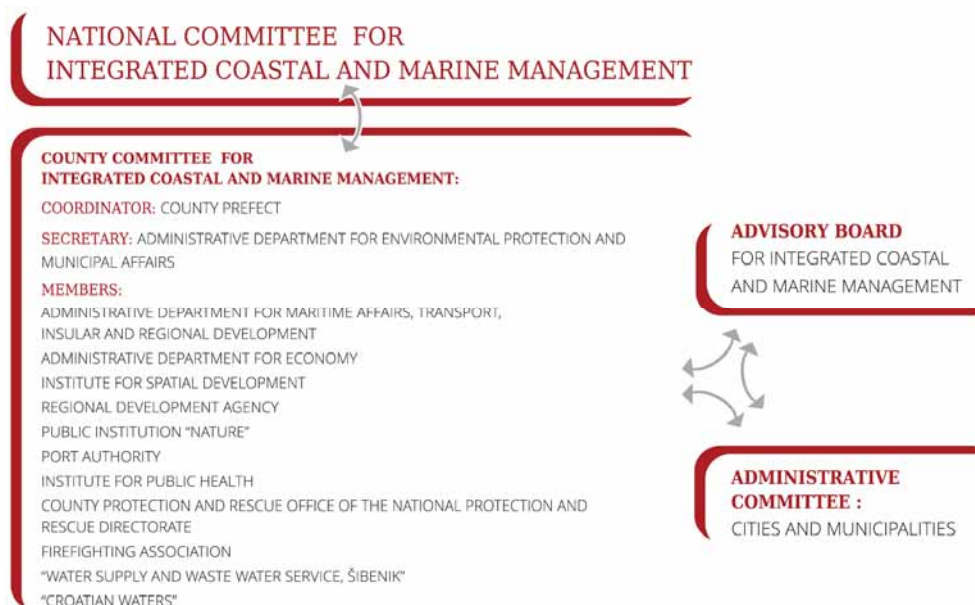 NATIONAL COMMITTEE FOR
INTEGRATED COASTAL AND MARINE MANAGEMENT
COUNTY COMMITTEE FOR
INTEGRATED COASTAL AND MARINE MANAGEMENT:
COORDINATOR: COUNTY PREFECT
SECRETARY: ADMINISTRATIVE DEPARTMENT FOR ENVIRONMENTAL PROTECTION AND
MUNICIPAL AFFAIRS
MEMBERS:
ADMINISTRATIVE DEPARTMENT FOR MARITIME AFFAIRS, TRANSPORT,
INSULAR AND REGIONAL DEVELOPMENT
ADMINISTRATIVE DEPARTMENT FOR ECONOMY
INSTITUTE FOR SPATIAL DEVELOPMENT
REGIONAL DEVELOPMENT AGENCY
PUBLIC INSTITUTION “NATURE”
PORT AUTHORITY
INSTITUTE FOR PUBLIC HEALTH
COUNTY PROTECTION AND RESCUE OFFICE OF THE NATIONAL PROTECTION AND
RESCUE DIRECTORATE
FIREFIGHTING ASSOCIATION
“WATER SUPPLY AND WASTE WATER SERVICE, ŠIBENIK”
“CROATIAN WATERS”
ADVISORY BOARD
FOR INTEGRATED COASTAL
AND MARINE MANAGEMENT
ADMINISTRATIVE
COMMITTEE :
CITIES AND MUNICIPALITIES